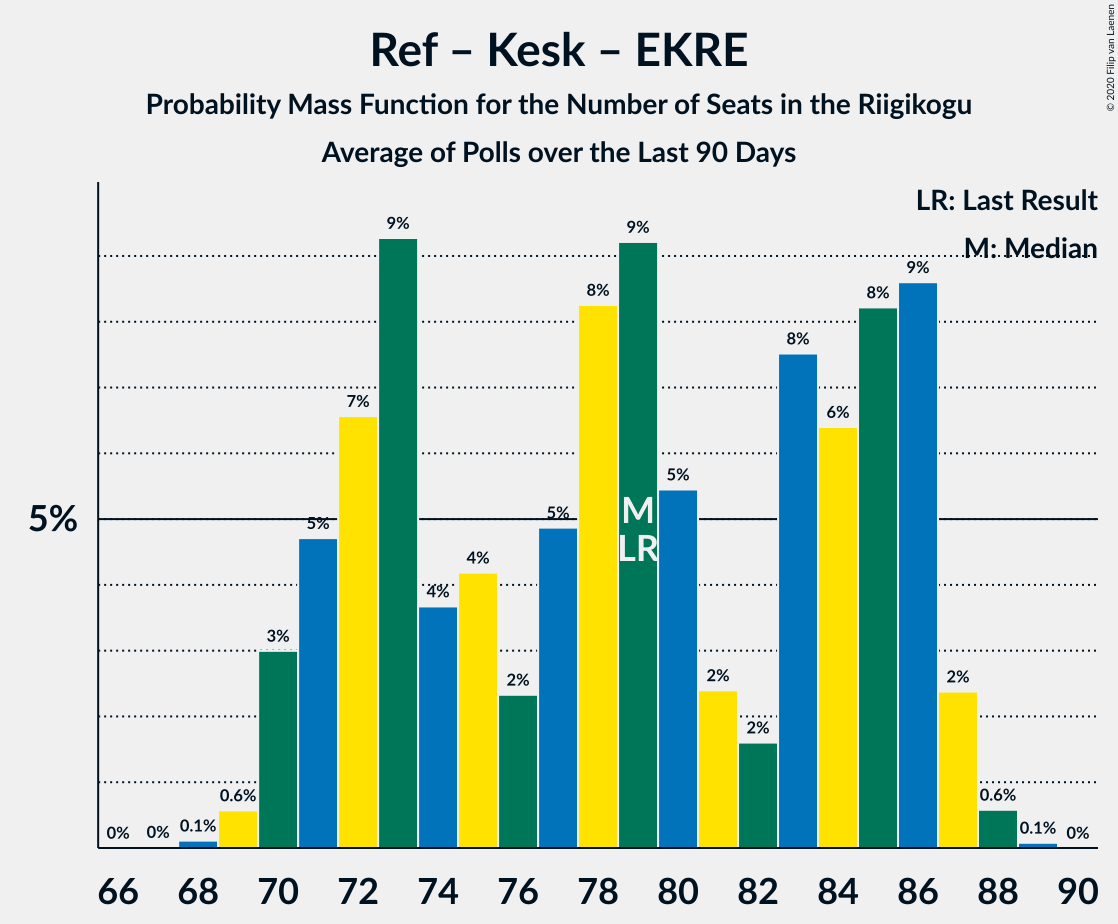 Ref – Kesk – EKRE
Probability Mass Function for the Number of Seats in the Riigikogu
Average of Polls over the Last 90 Days
© 2020 Filip van Laenen
LR: Last Result
M: Median
5%
0%
0%
0.1%
0.6%
3%
5%
7%
9%
4%
4%
2%
5%
8%
9%
5%
2%
2%
8%
6%
8%
9%
2%
0.6%
0.1%
0%
M
LR
66 68 70 72 74 76 78 80 82 84 86 88 90